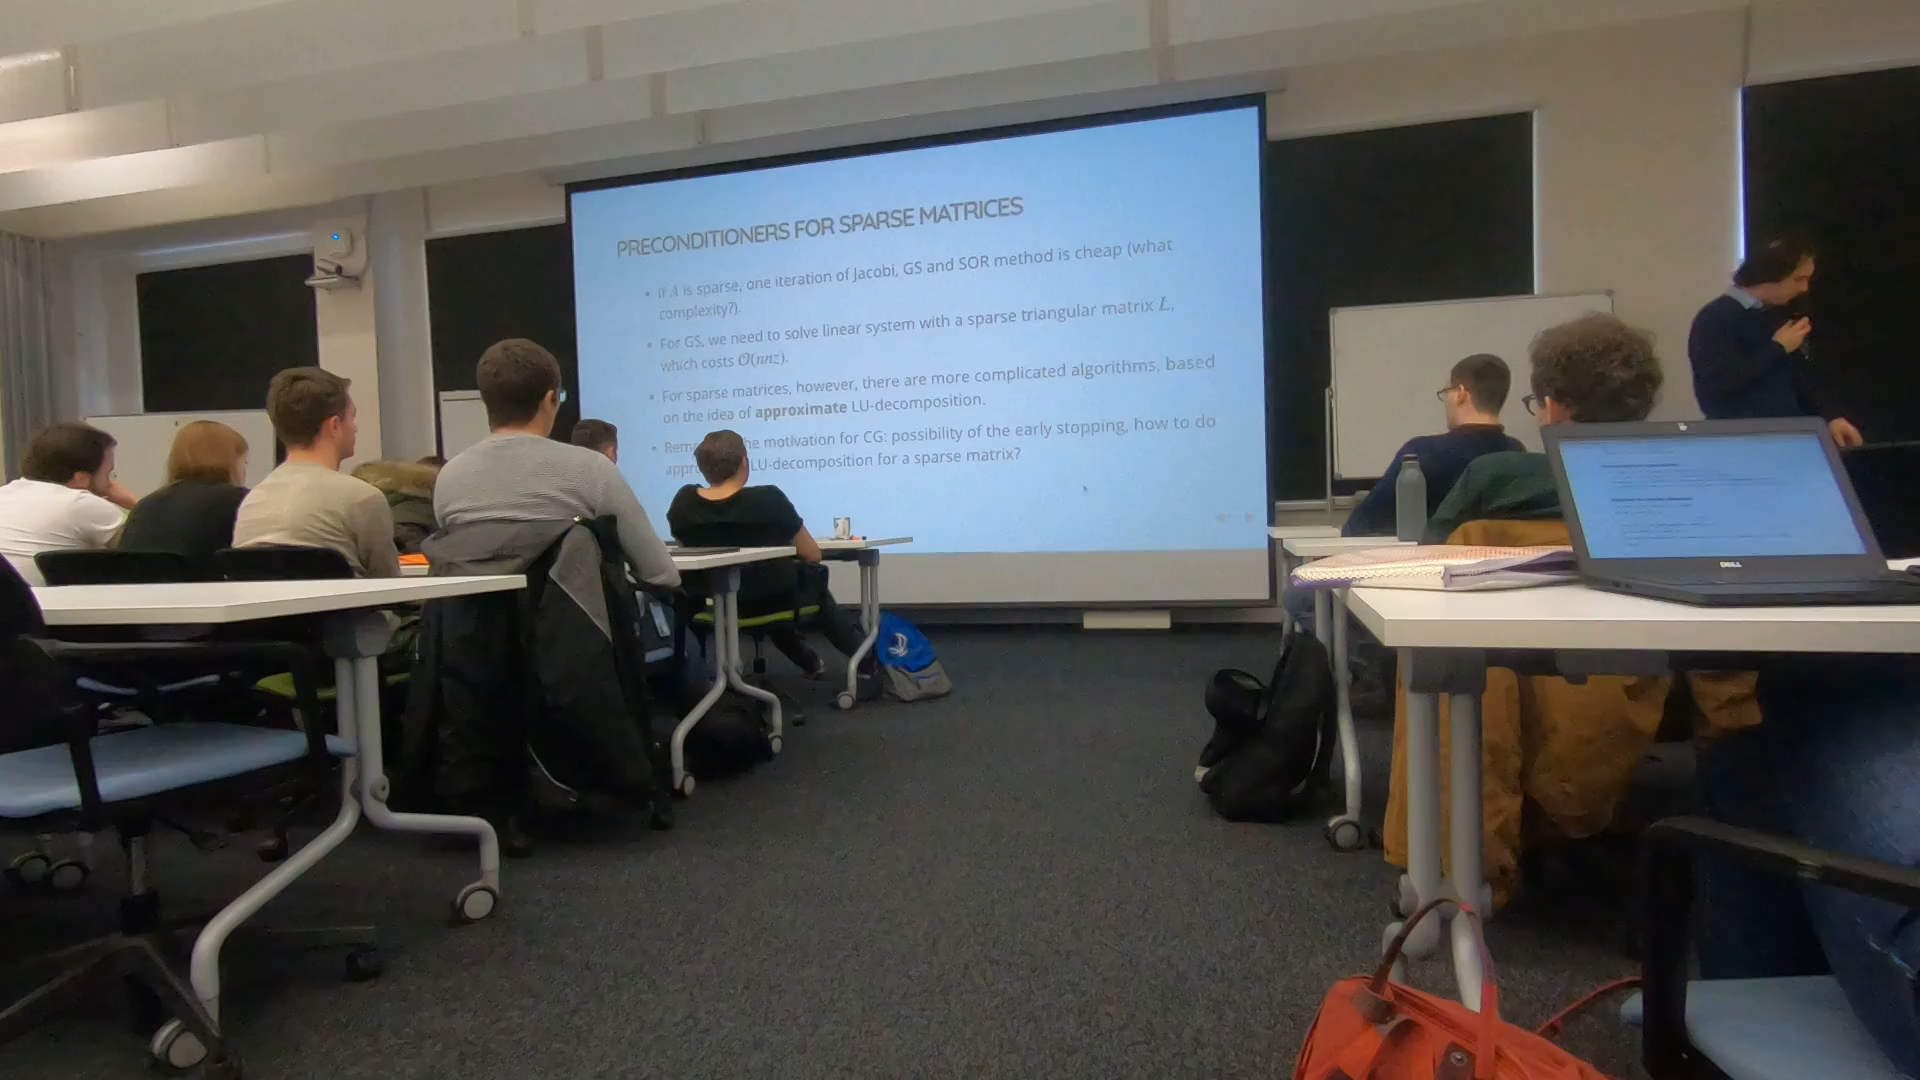 PRECONDITIONERS FOR SPARSE MATRICES
• If A is sparse, one iteration of Jacobi, GS and SOR method is cheap (what
complexity?).
• For GS, we need to solve linear system with a sparse triangular matrix L,
which costs O(nnz).
• For sparse matrices, however, there are more complicated algorithms, based
on the idea of approximate LU-decomposition.
• Rem he motivation for CG: possibility of the early stopping, how to do
appro LU-decomposition for a sparse matrix?
DELL